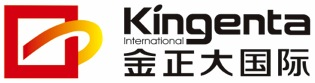 Kingenta
International
金正大国际